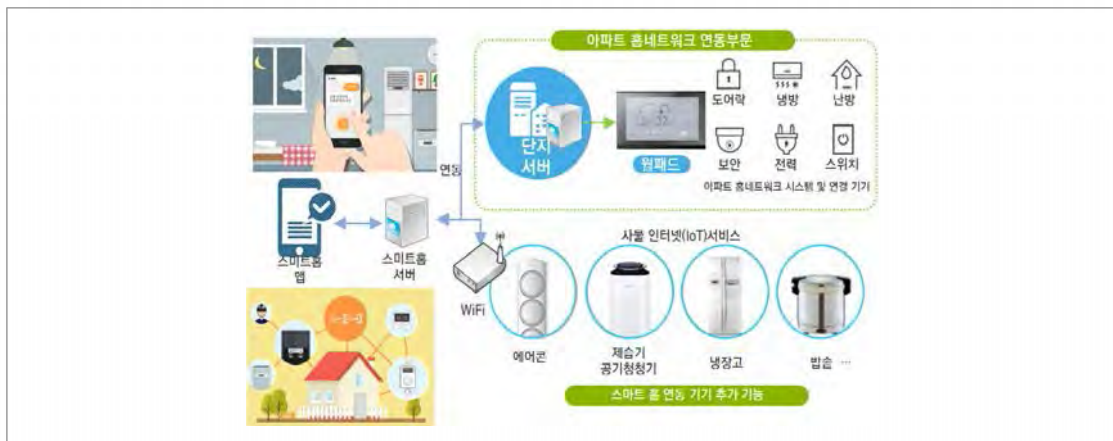 아파트 홈네트워크 연동부문
단지
서버
월패드
도어락
냉방
난방
보안
전력
스위치
아파트 홈네트워크 시스템 및 연결 기기
연동
스마트홈
앱
스마트홈
서버
WiFi
사물 인터넷(IoT)서비스
에어콘
제습기
공기청청기
냉장고
밥솥 …
스마트 홈 연동 기기 추가 기능